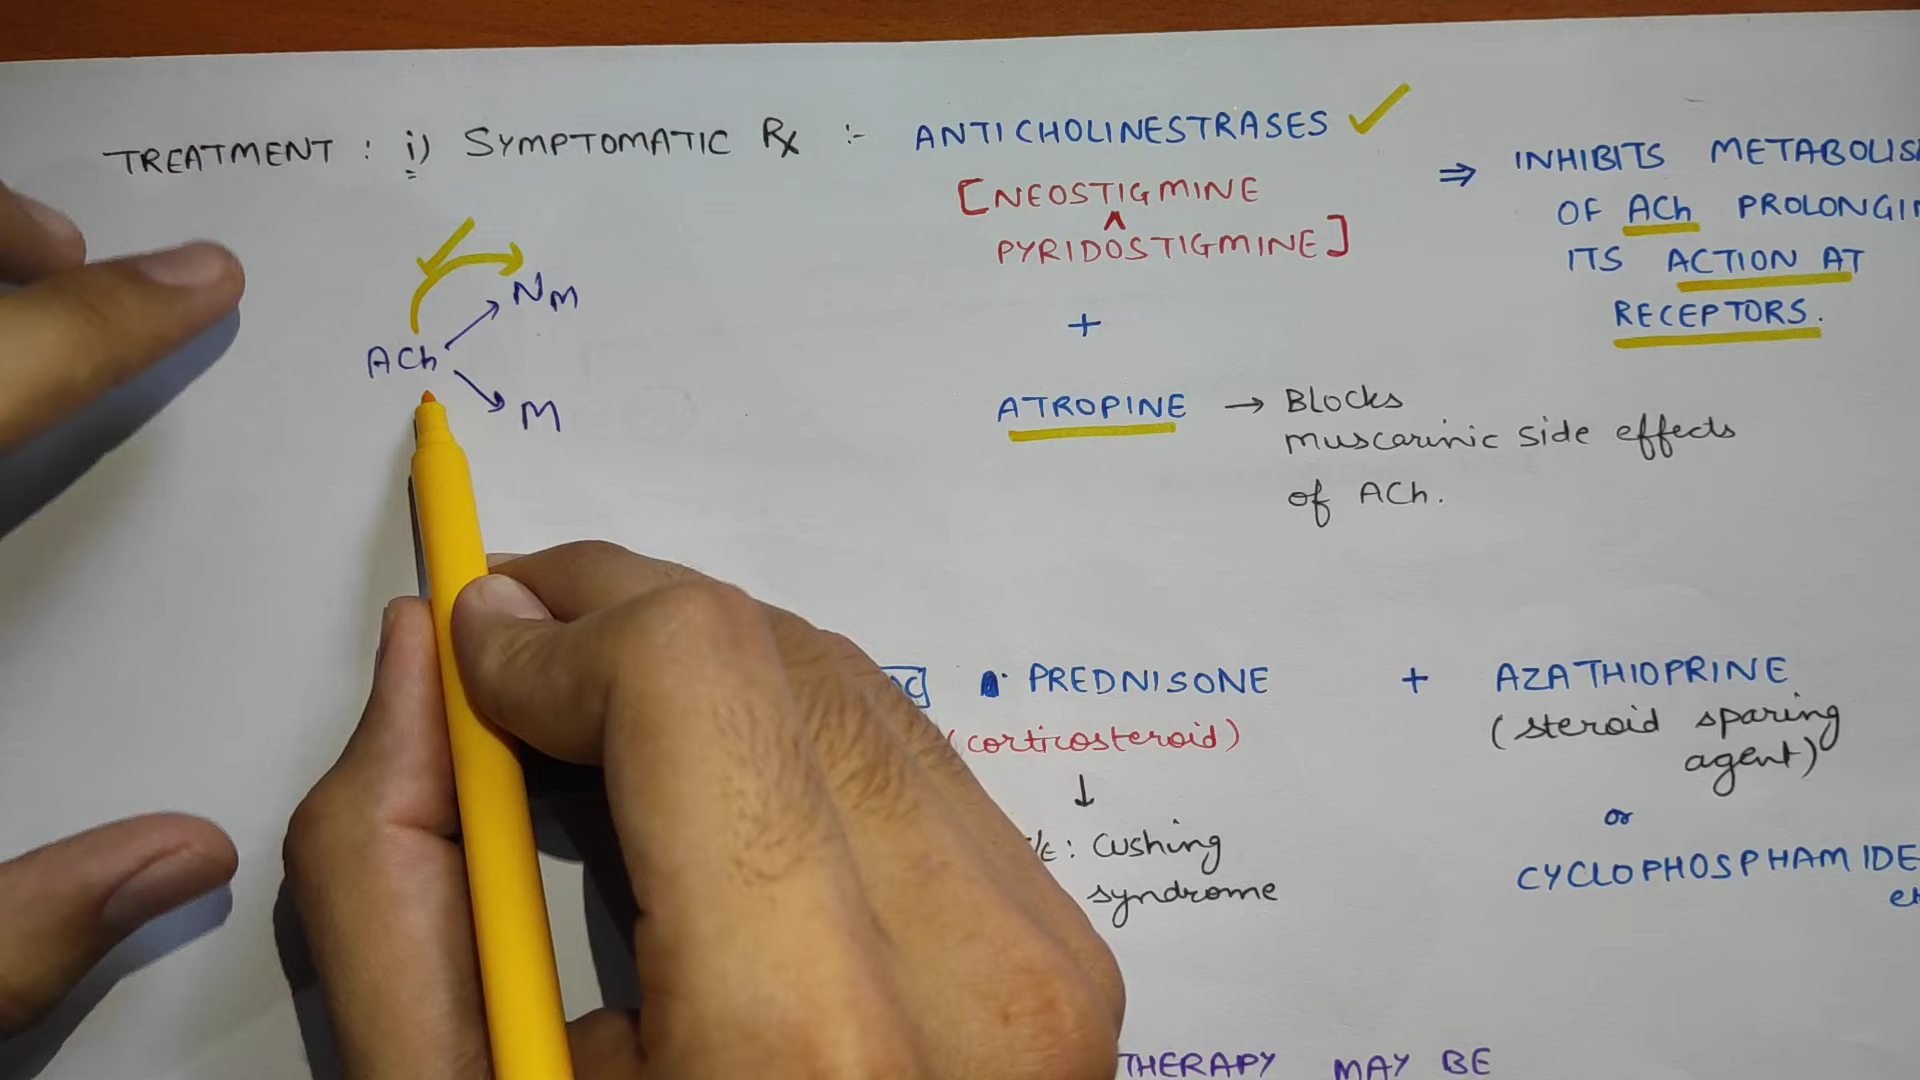 TREATMENT : i) SYMPTOMATIC Rx :- ANTICHOLINESTRASES
[NEOSTIGMINE
PYRIDOSTIGMINE]
⇒ INHIBITS
OF ACh
ITS ACTION AT
RECEPTORS.
NM
ACh
M
+
ATROPINE → Blocks
muscarinic side effects
of ACh.
PREDNISONE + AZATHIOPRINE
(corticosteroid) (steroid sparing
agent)
↓
or
: Cushing
syndrome
CYCLOPHOSPHAMIDE
THERAPY MAY BE